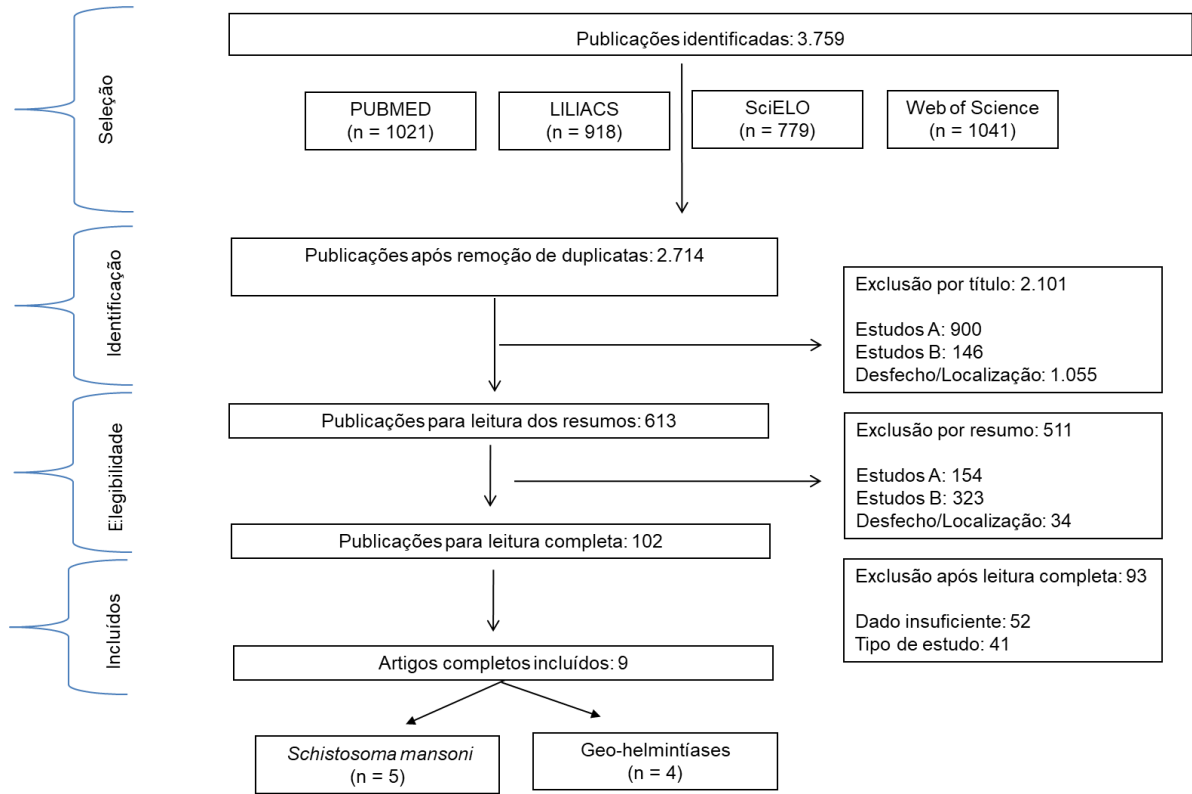 Publicações identificadas: 3.759
Seleção
PUBMED
(n = 1021)
LILIACS
(n = 918)
SciELO
(n = 779)
Web of Science
(n = 1041)
Identificação
Publicações após remoção de duplicatas: 2.714
Exclusão por título: 2.101
Estudos A: 900
Estudos B: 146
Desfecho/Localização: 1.055
Elegibilidade
Publicações para leitura dos resumos: 613
Exclusão por resumo: 511
Estudos A: 154
Estudos B: 323
Desfecho/Localização: 34
Publicações para leitura completa: 102
Incluídos
Exclusão após leitura completa: 93
Dado insuficiente: 52
Tipo de estudo: 41
Artigos completos incluídos: 9
Schistosoma mansoni
(n = 5)
Geo-helmintíases
(n = 4)